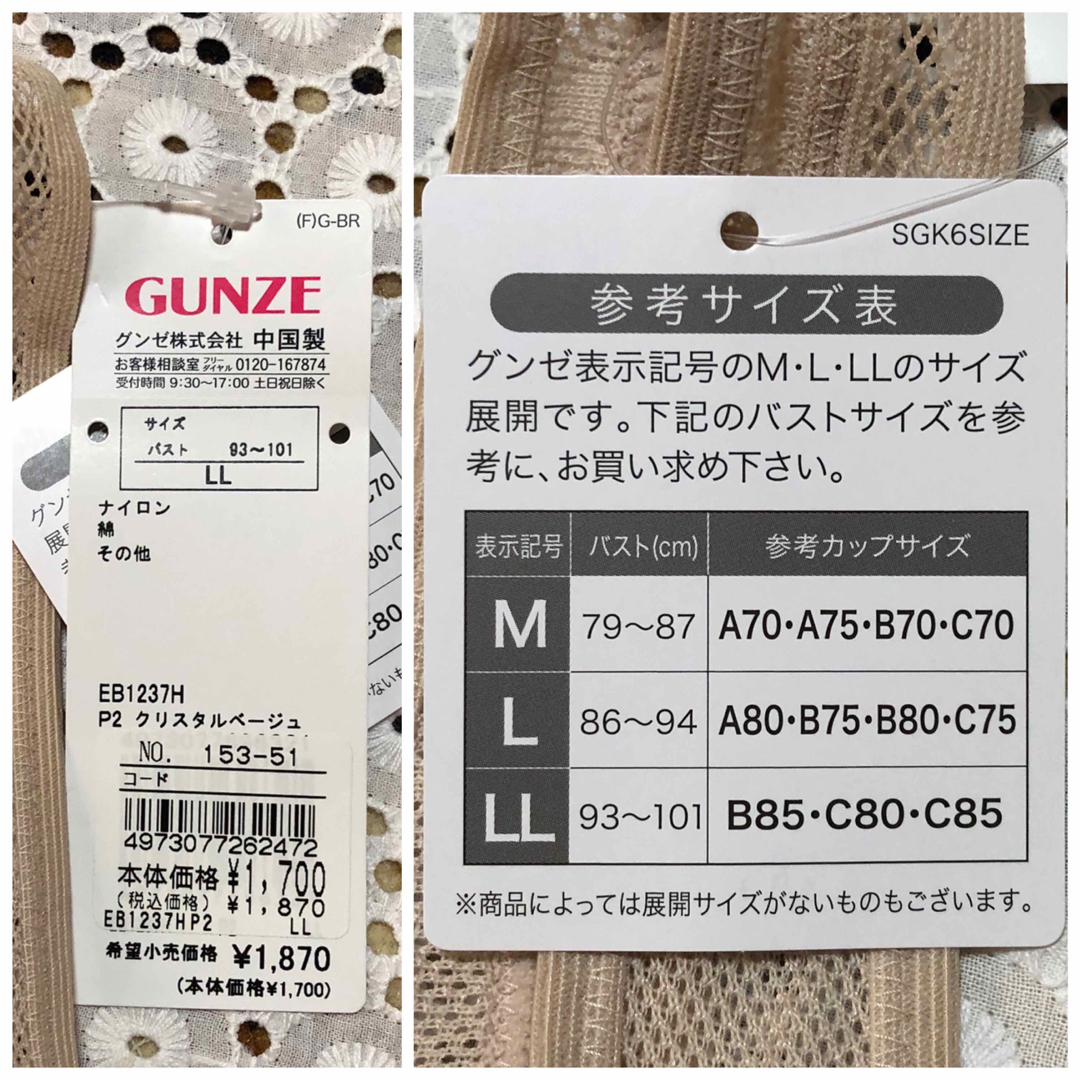 (F)G-BR
GUNZE
グンゼ株式会社 中国製
お客様相談室 フリーダイヤル 0120-167874
受付時間 9:30〜17:00 土日祝日除く
サイズ
バスト 93〜101
LL
ナイロン
綿
その他
EB1237H
P2 クリスタルベージュ
NO. 153-51
コード
4973077262472
本体価格 ¥1,700
(税込価格) ¥1,870
EB1237HP2 LL
希望小売価格 ¥1,870
(本体価格¥1,700)
SGK6SIZE
参考サイズ表
グンゼ表示記号のM・L・LLのサイズ
展開です。下記のバストサイズを参
考に、お買い求め下さい。
表示記号 バスト(cm) 参考カップサイズ
M 79〜87 A70・A75・B70・C70
L 86〜94 A80・B75・B80・C75
LL 93〜101 B85・C80・C85
※商品によっては展開サイズがないものもございます。